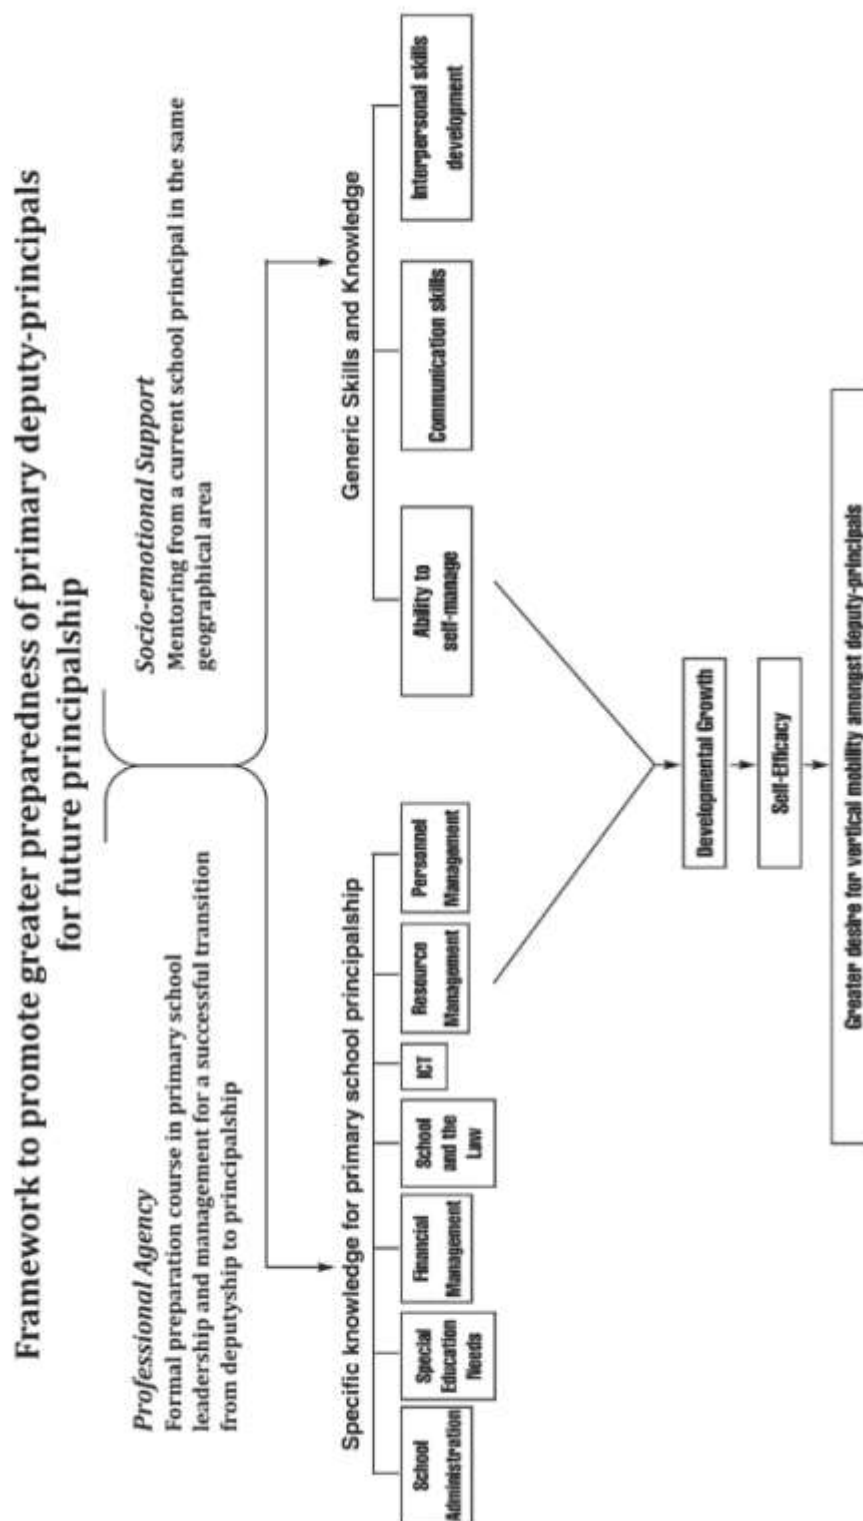 Framework to promote greater preparedness of primary deputy-principals
for future principalship
Professional Agency
Formal preparation course in primary school
leadership and management for a successful transition
from deputyship to principalship
Socio-emotional Support
Mentoring from a current school principal in the same
geographical area
Specific knowledge for primary school principalship
School
Administration
Special
Education
Needs
Financial
Management
School
and the
Law
ICT
Resource
Management
Personnel
Management
Generic Skills and Knowledge
Ability to
self-manage
Communication skills
Interpersonal skills
development
Developmental Growth
Self-Efficacy
Greater desire for vertical mobility amongst deputy-principals